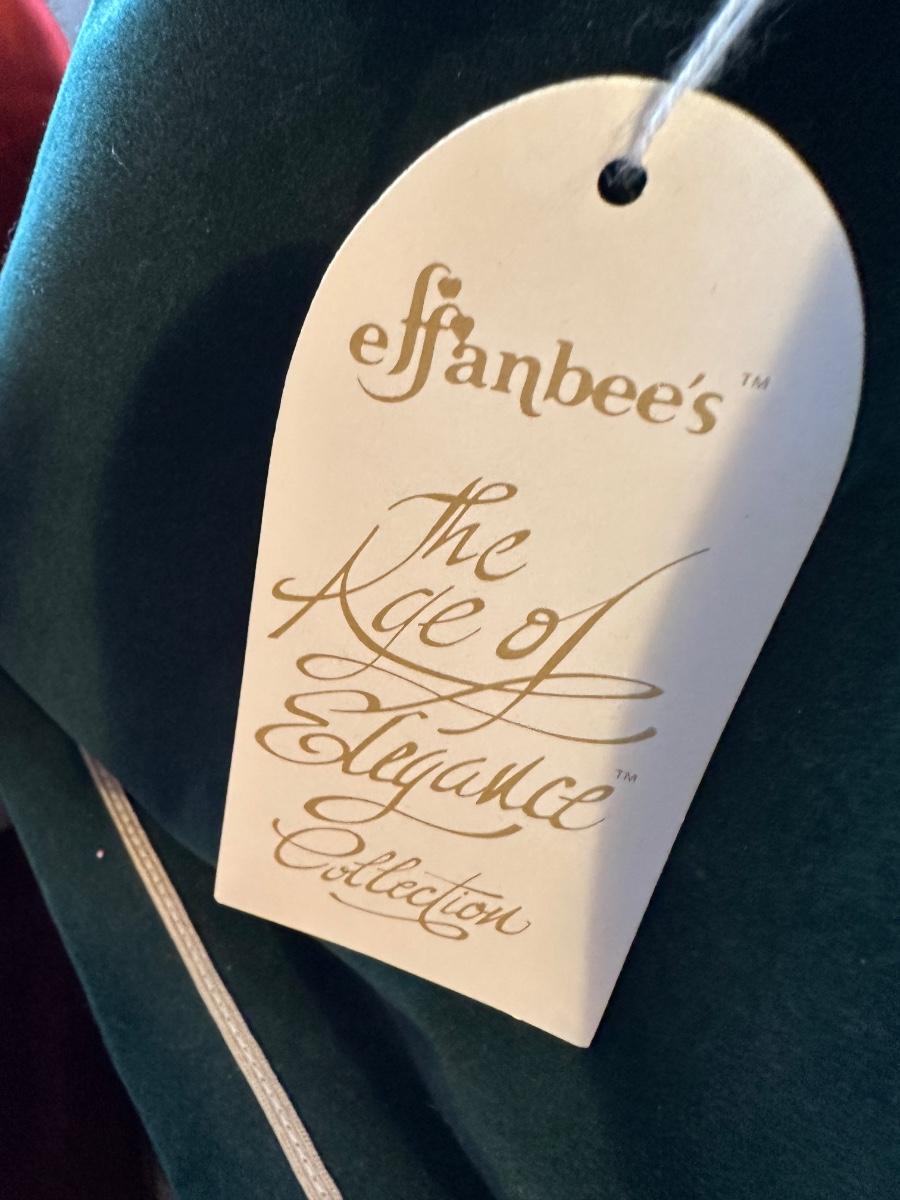 effanbee's™
The
Age of
Elegance™
Collection